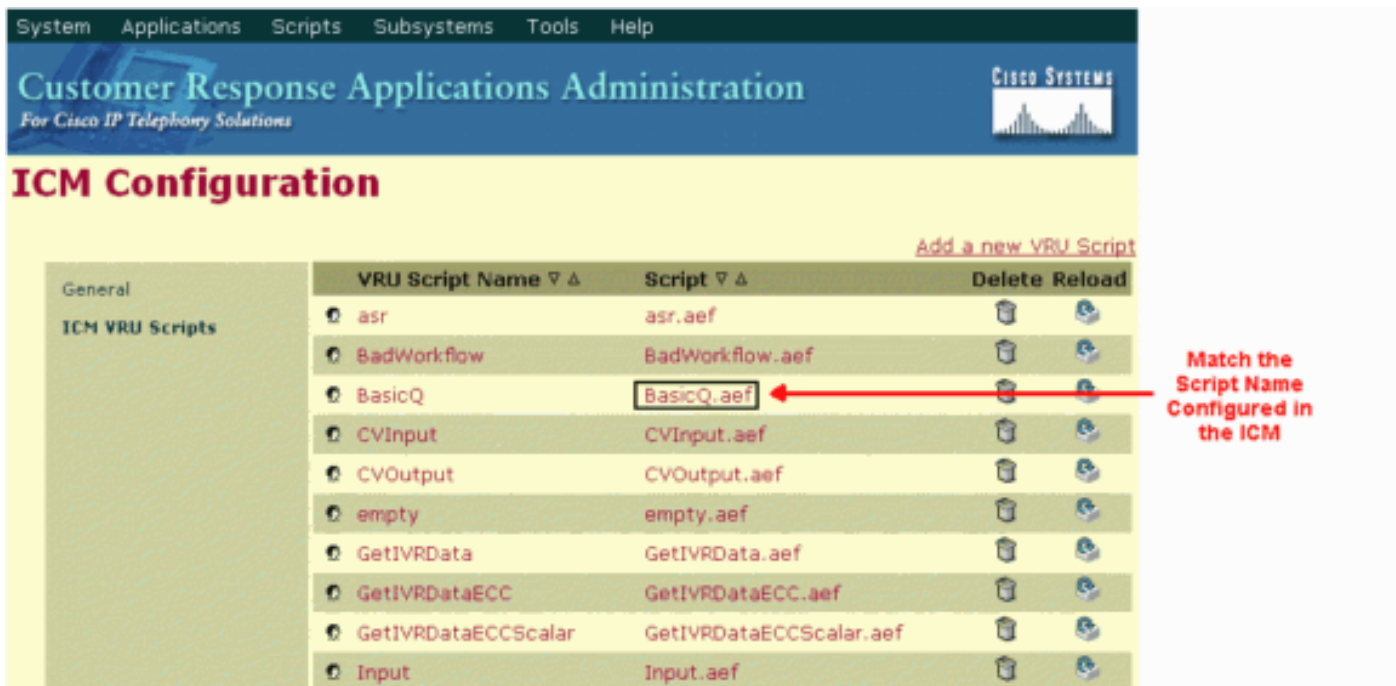 System Applications Scripts Subsystems Tools Help
Customer Response Applications Administration
For Cisco IP Telephony Solutions
CISCO SYSTEMS
ICM Configuration
Add a new VRU Script
General
ICM VRU Scripts
VRU Script Name Script Delete Reload
asr asr.aef
BadWorkflow BadWorkflow.aef
BasicQ BasicQ.aef
CVInput CVInput.aef
CVOutput CVOutput.aef
empty empty.aef
GetIVRData GetIVRData.aef
GetIVRDataECC GetIVRDataECC.aef
GetIVRDataECCScalar GetIVRDataECCScalar.aef
Input Input.aef
Match the
Script Name
Configured in
the ICM